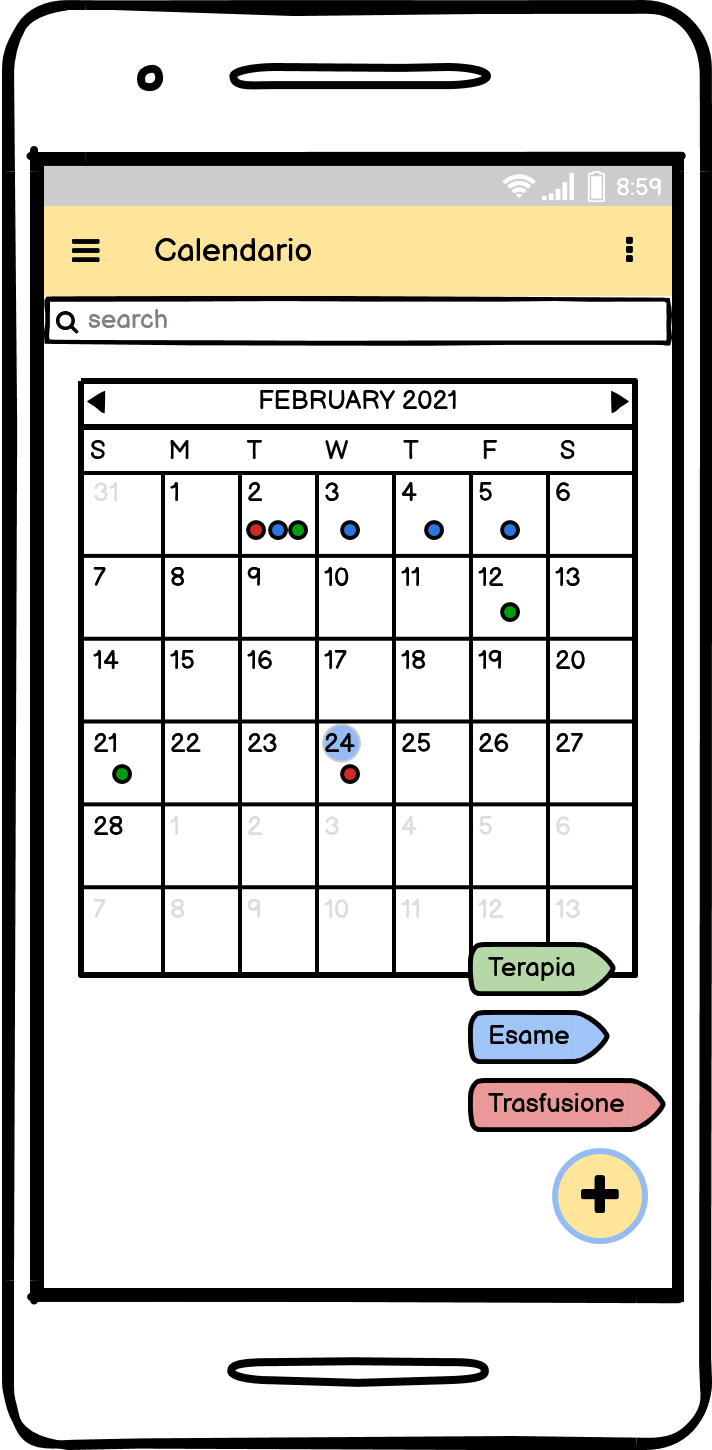 8:59
Calendario
search
FEBRUARY 2021
S M T W T F S
31 1 2 3 4 5 6
7 8 9 10 11 12 13
14 15 16 17 18 19 20
21 22 23 24 25 26 27
28 1 2 3 4 5 6
7 8 9 10 11 12 13
Terapia
Esame
Trasfusione